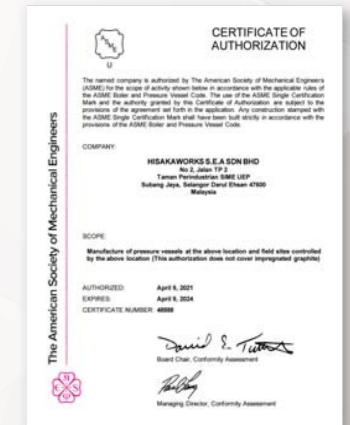 ASME
U
CERTIFICATE OF
AUTHORIZATION
The named company is authorized by The American Society of Mechanical Engineers
(ASME) for the scope of activity shown below in accordance with the applicable rules of
the ASME Boiler and Pressure Vessel Code. The use of the ASME Single Certification
Mark and the authority granted by this Certificate of Authorization are subject to the
provisions of the agreement set forth in the application. Any construction stamped with
the ASME Single Certification Mark shall have been built strictly in accordance with the
provisions of the ASME Boiler and Pressure Vessel Code.
COMPANY:
HISAKAWORKS S.E.A SDN BHD
No 2, Jalan TP 2
Taman Perindustrian SIME UEP
Subang Jaya, Selangor Darul Ehsan 47600
Malaysia
SCOPE:
Manufacture of pressure vessels at the above location and field sites controlled
by the above location (This authorization does not cover impregnated graphite)
AUTHORIZED: April 9, 2021
EXPIRES: April 9, 2024
CERTIFICATE NUMBER:
Board Chair, Conformity Assessment
Managing Director, Conformity Assessment
The American Society of Mechanical Engineers